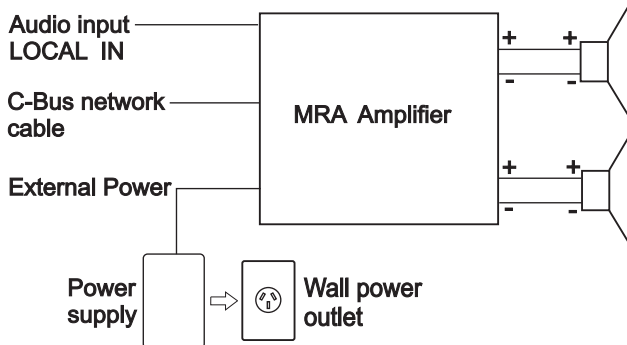 Audio input
LOCAL IN
+ +
- -
C-Bus network
cable
MRA Amplifier
External Power
+ +
- -
Power
supply
Wall power
outlet